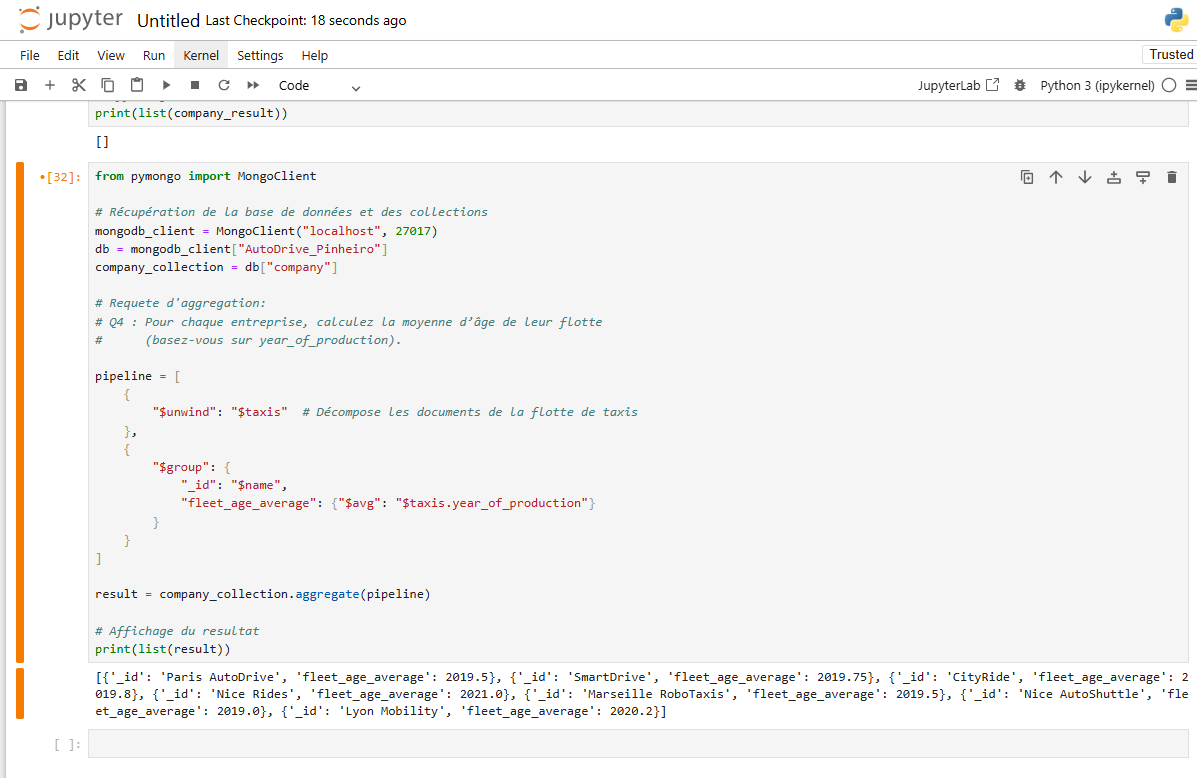 jupyter Untitled Last Checkpoint: 18 seconds ago
File Edit View Run Kernel Settings Help Trusted
Code JupyterLab Python 3 (ipykernel)
print(list(company_result))
[]
•[32]: from pymongo import MongoClient
# Récupération de la base de données et des collections
mongodb_client = MongoClient("localhost", 27017)
db = mongodb_client["AutoDrive_Pinheiro"]
company_collection = db["company"]
# Requete d'aggregation:
# Q4 : Pour chaque entreprise, calculez la moyenne d’âge de leur flotte
#      (basez-vous sur year_of_production).
pipeline = [
    {
        "$unwind": "$taxis"  # Décompose les documents de la flotte de taxis
    },
    {
        "$group": {
            "_id": "$name",
            "fleet_age_average": {"$avg": "$taxis.year_of_production"}
        }
    }
]
result = company_collection.aggregate(pipeline)
# Affichage du resultat
print(list(result))
[{'_id': 'Paris AutoDrive', 'fleet_age_average': 2019.5}, {'_id': 'SmartDrive', 'fleet_age_average': 2019.75}, {'_id': 'CityRide', 'fleet_age_average': 2
019.8}, {'_id': 'Nice Rides', 'fleet_age_average': 2021.0}, {'_id': 'Marseille RoboTaxis', 'fleet_age_average': 2019.5}, {'_id': 'Nice AutoShuttle', 'fle
et_age_average': 2019.0}, {'_id': 'Lyon Mobility', 'fleet_age_average': 2020.2}]
[ ]: